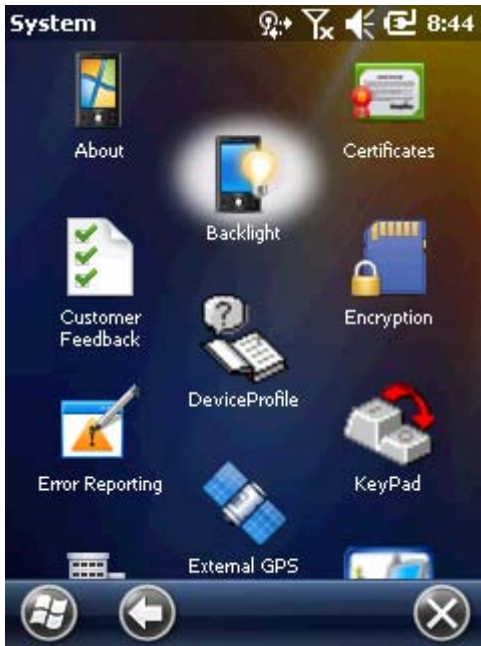 System 8:44
About
Certificates
Backlight
Customer
Feedback
Encryption
DeviceProfile
Error Reporting
KeyPad
External GPS